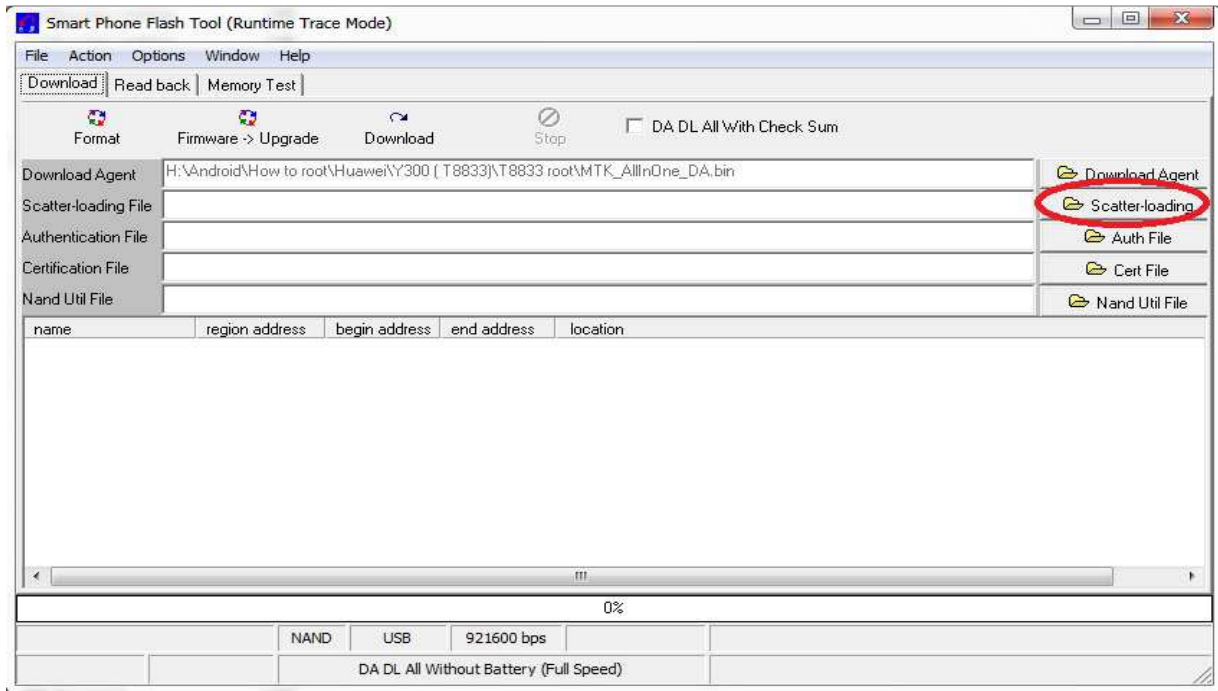 Smart Phone Flash Tool (Runtime Trace Mode)
File Action Options Window Help
Download Read back Memory Test
Format Firmware -> Upgrade Download Stop DA DL All With Check Sum
Download Agent H:\Android\How to root\Huawei\Y300 ( T8833)\T8833 root\MTK_AllInOne_DA.bin Download Agent
Scatter-loading File Scatter-loading
Authentication File Auth File
Certification File Cert File
Nand Util File Nand Util File
name region address begin address end address location
0%
NAND USB 921600 bps
DA DL All Without Battery (Full Speed)